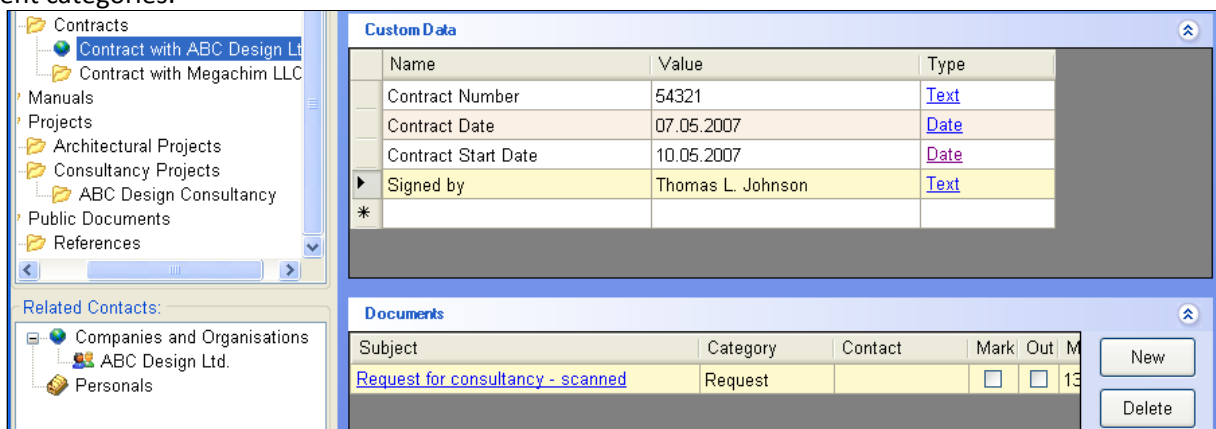 ent categories.
Contracts
Contract with ABC Design Lt
Contract with Megachim LLC
Manuals
Projects
Architectural Projects
Consultancy Projects
ABC Design Consultancy
Public Documents
References
Related Contacts:
Companies and Organisations
ABC Design Ltd.
Personals
Custom Data
Name Value Type
Contract Number 54321 Text
Contract Date 07.05.2007 Date
Contract Start Date 10.05.2007 Date
Signed by Thomas L. Johnson Text
*
Documents
Subject Category Contact Mark Out M
Request for consultancy - scanned Request 13
New
Delete